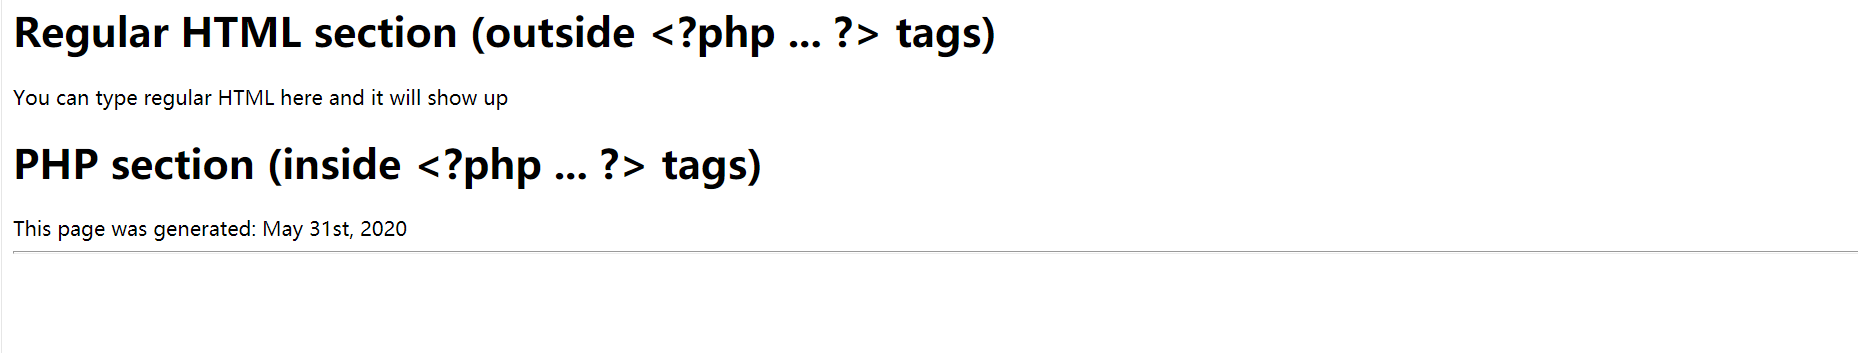 Regular HTML section (outside <?php ... ?> tags)
You can type regular HTML here and it will show up
PHP section (inside <?php ... ?> tags)
This page was generated: May 31st, 2020